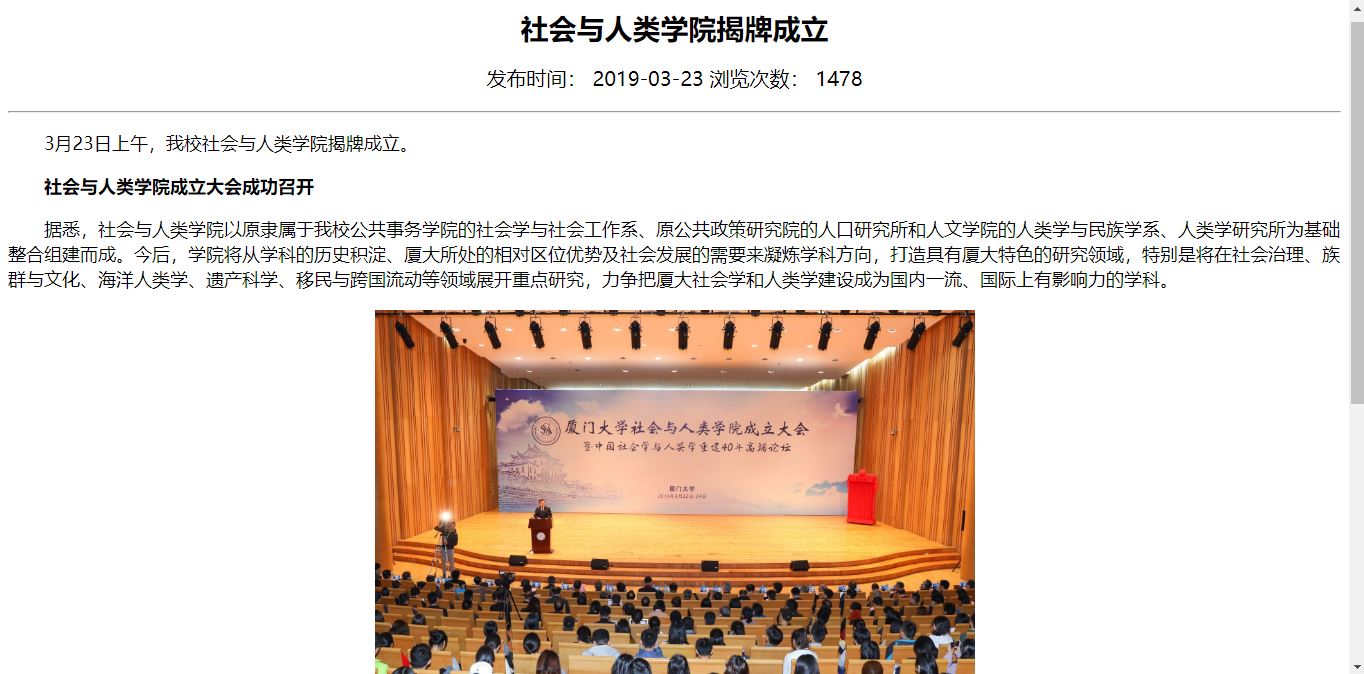 社会与人类学院揭牌成立
发布时间： 2019-03-23 浏览次数： 1478
3月23日上午，我校社会与人类学院揭牌成立。
社会与人类学院成立大会成功召开
据悉，社会与人类学院以原隶属于我校公共事务学院的社会学与社会工作系、原公共政策研究院的人口研究所和人文学院的人类学与民族学系、人类学研究所为基础
整合组建而成。今后，学院将从学科的历史积淀、厦大所处的相对区位优势及社会发展的需要来凝炼学科方向，打造具有厦大特色的研究领域，特别是将在社会治理、族
群与文化、海洋人类学、遗产科学、移民与跨国流动等领域展开重点研究，力争把厦大社会学和人类学建设成为国内一流、国际上有影响力的学科。
厦门大学社会与人类学院成立大会
暨中国社会学与人类学重建40年高端论坛
厦门大学
2019年3月22日-24日